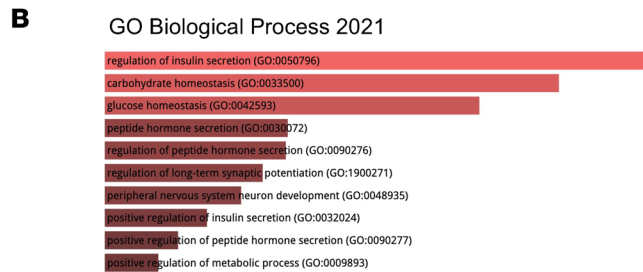 B
GO Biological Process 2021
regulation of insulin secretion (GO:0050796)
carbohydrate homeostasis (GO:0033500)
glucose homeostasis (GO:0042593)
peptide hormone secretion (GO:0030072)
regulation of peptide hormone secretion (GO:0090276)
regulation of long-term synaptic potentiation (GO:1900271)
peripheral nervous system neuron development (GO:0048935)
positive regulation of insulin secretion (GO:0032024)
positive regulation of peptide hormone secretion (GO:0090277)
positive regulation of metabolic process (GO:0009893)